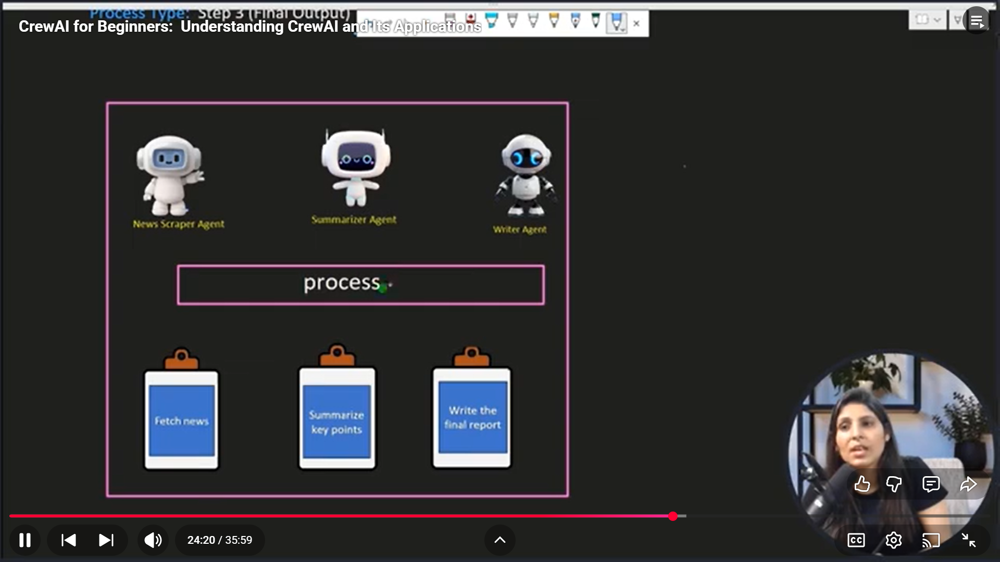 Process Type: Step 3 (Final Output)
CrewAI for Beginners: Understanding CrewAI and Its Applications
News Scraper Agent
Summarizer Agent
Writer Agent
process
Fetch news
Summarize
key points
Write the
final report
24:20 / 35:59
CC